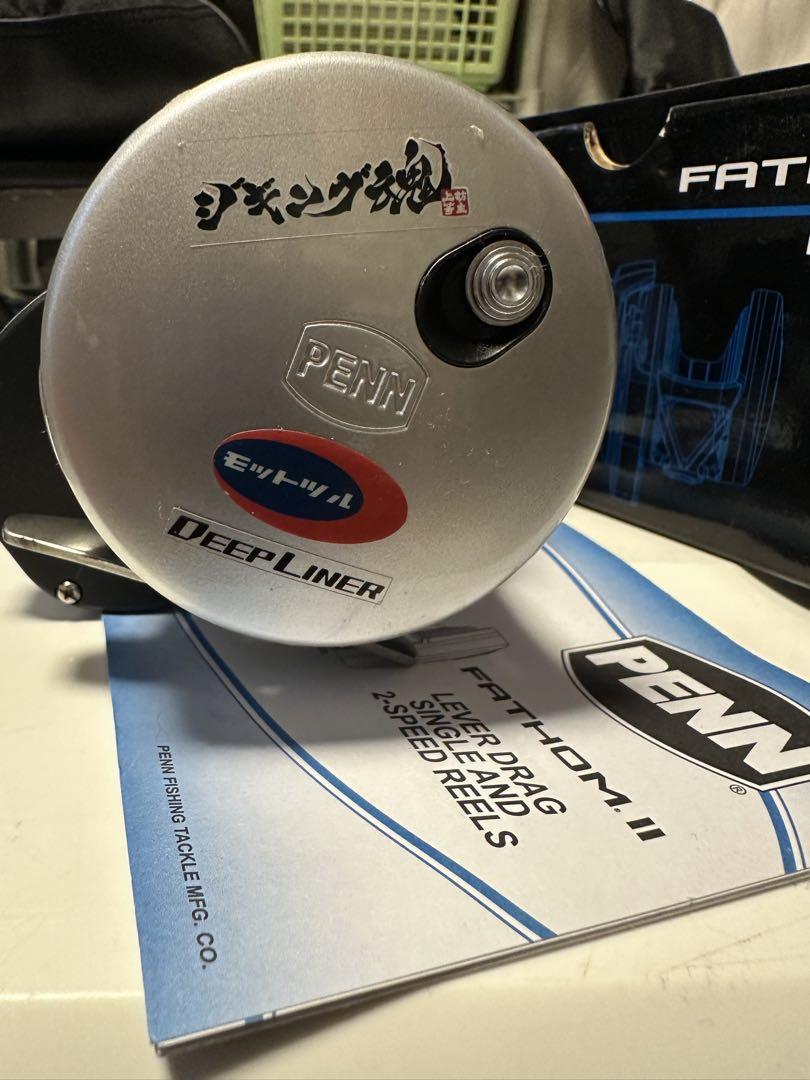 ジギング魂
PENN
モットツル
DEEPLINER
FAT
PENN®
FATHOM. II
LEVER DRAG
SINGLE AND
2-SPEED REELS
PENN FISHING TACKLE MFG. CO.